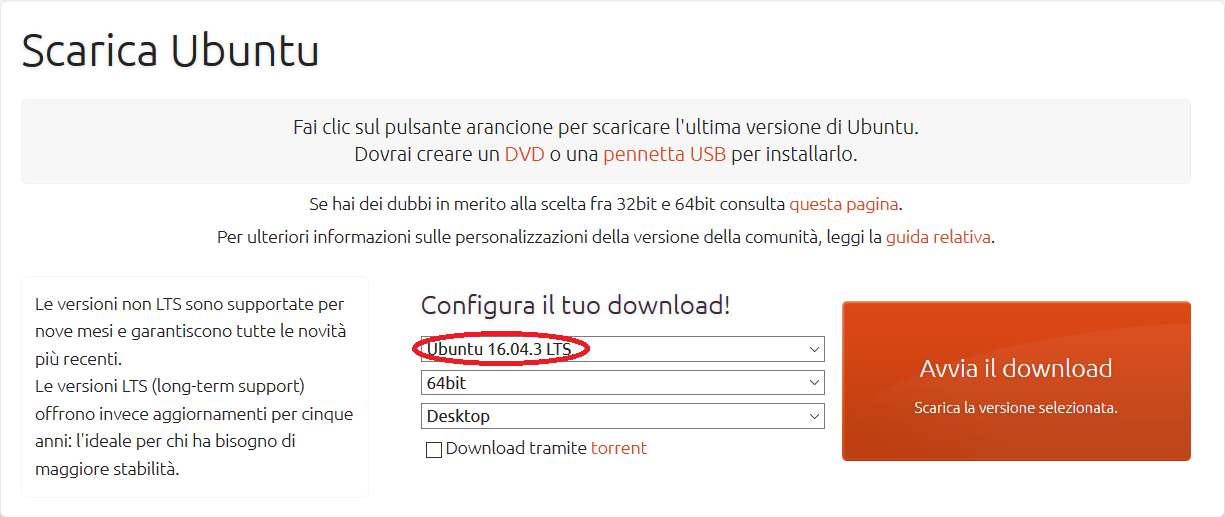 Scarica Ubuntu
Fai clic sul pulsante arancione per scaricare l'ultima versione di Ubuntu.
Dovrai creare un DVD o una pennetta USB per installarlo.
Se hai dei dubbi in merito alla scelta fra 32bit e 64bit consulta questa pagina.
Per ulteriori informazioni sulle personalizzazioni della versione della comunità, leggi la guida relativa.
Le versioni non LTS sono supportate per
nove mesi e garantiscono tutte le novità
più recenti.
Le versioni LTS (long-term support)
offrono invece aggiornamenti per cinque
anni: l'ideale per chi ha bisogno di
maggiore stabilità.
Configura il tuo download!
Ubuntu 16.04.3 LTS
64bit
Desktop
Download tramite torrent
Avvia il download
Scarica la versione selezionata.